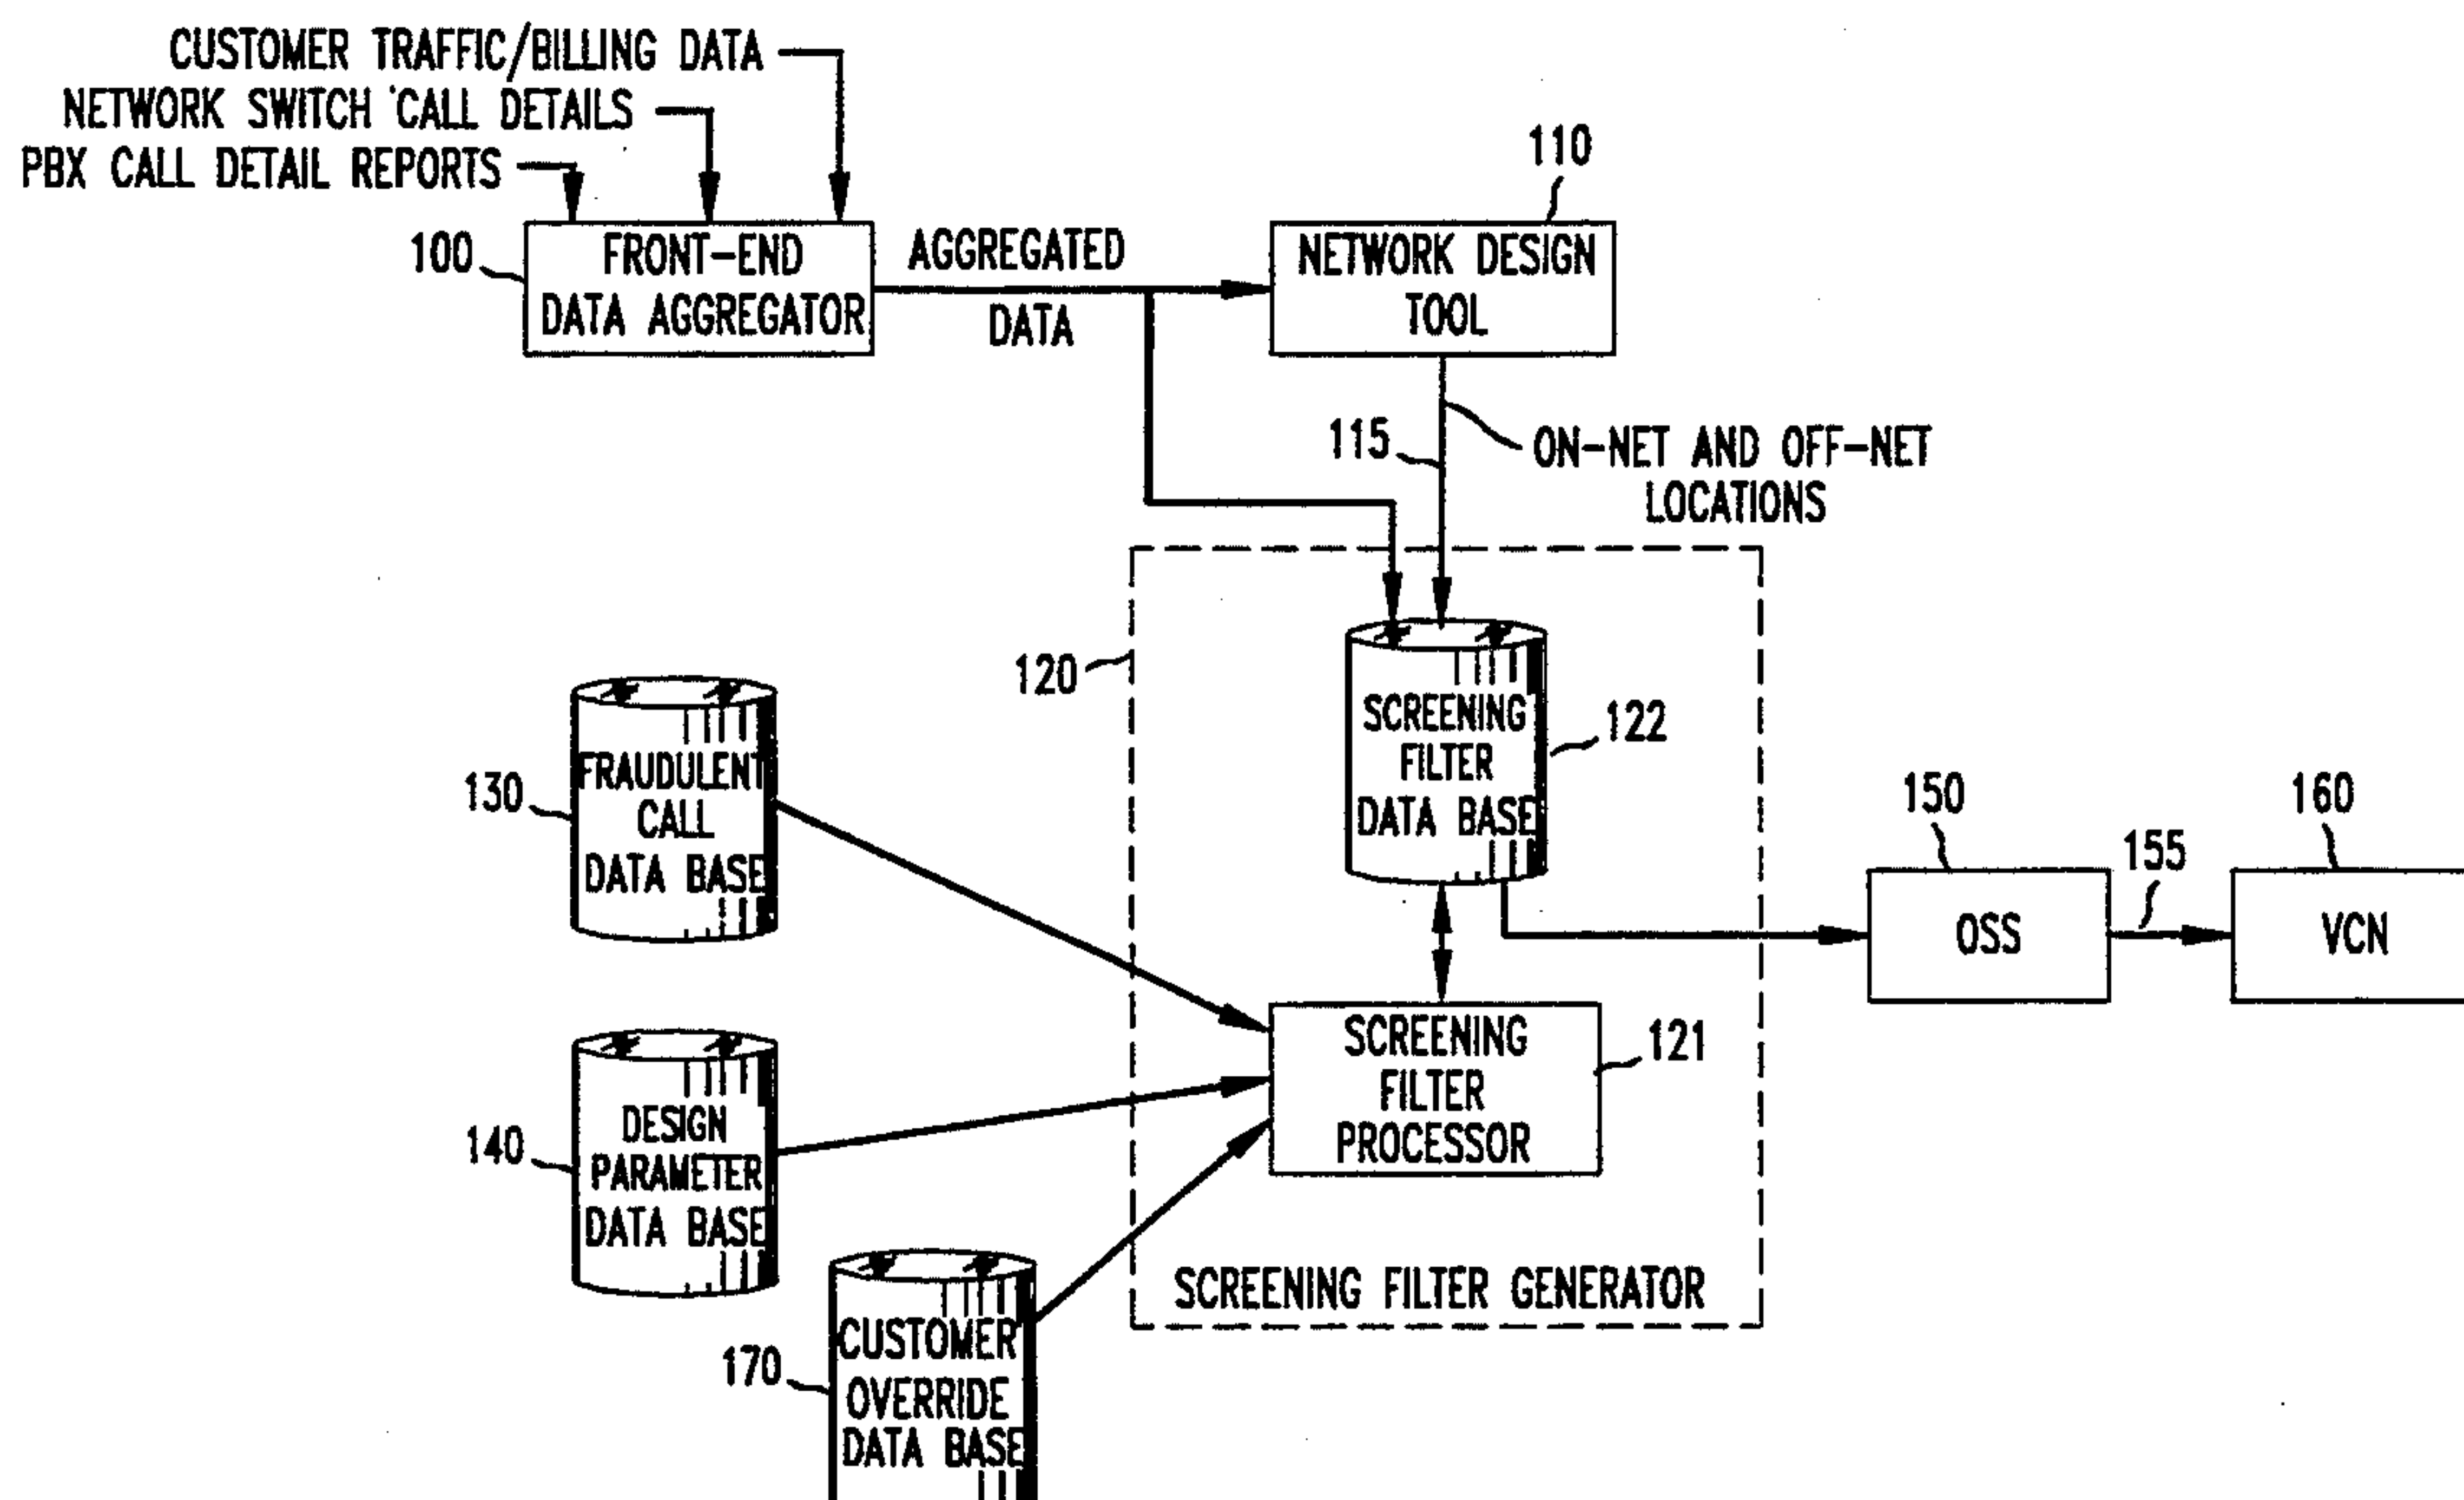 CUSTOMER TRAFFIC/BILLING DATA
NETWORK SWITCH CALL DETAILS
PBX CALL DETAIL REPORTS
100
FRONT-END
DATA AGGREGATOR
AGGREGATED
DATA
110
NETWORK DESIGN
TOOL
115
ON-NET AND OFF-NET
LOCATIONS
120
SCREENING
FILTER
DATA BASE
122
130
FRAUDULENT
CALL
DATA BASE
150
OSS
155
160
VCN
SCREENING
FILTER
PROCESSOR
121
140
DESIGN
PARAMETER
DATA BASE
SCREENING FILTER GENERATOR
170
CUSTOMER
OVERRIDE
DATA BASE